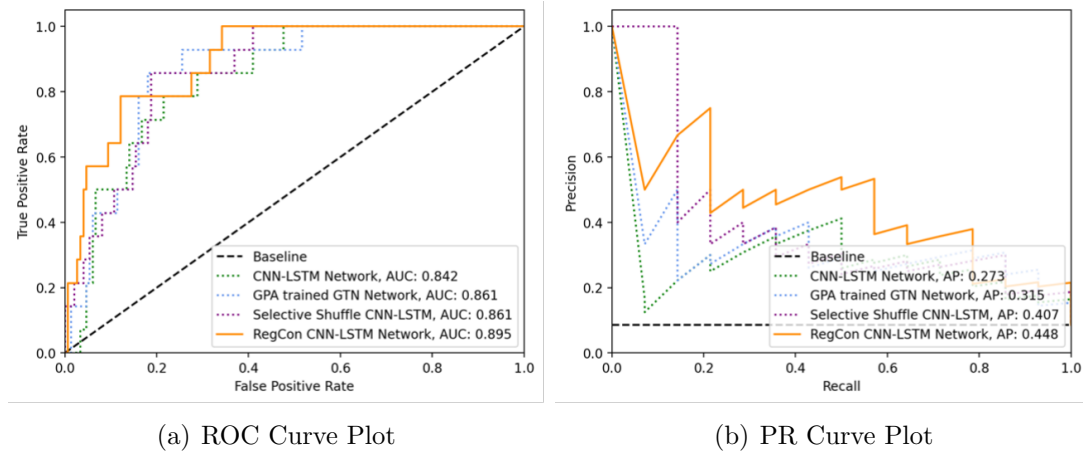 1.0
0.8
0.6
0.4
0.2
0.0
True Positive Rate
Baseline
CNN-LSTM Network, AUC: 0.842
GPA trained GTN Network, AUC: 0.861
Selective Shuffle CNN-LSTM, AUC: 0.861
RegCon CNN-LSTM Network, AUC: 0.895
0.0 0.2 0.4 0.6 0.8 1.0
False Positive Rate
(a) ROC Curve Plot
1.0
0.8
0.6
0.4
0.2
0.0
Precision
Baseline
CNN-LSTM Network, AP: 0.273
GPA trained GTN Network, AP: 0.315
Selective Shuffle CNN-LSTM, AP: 0.407
RegCon CNN-LSTM Network, AP: 0.448
0.0 0.2 0.4 0.6 0.8 1.0
Recall
(b) PR Curve Plot